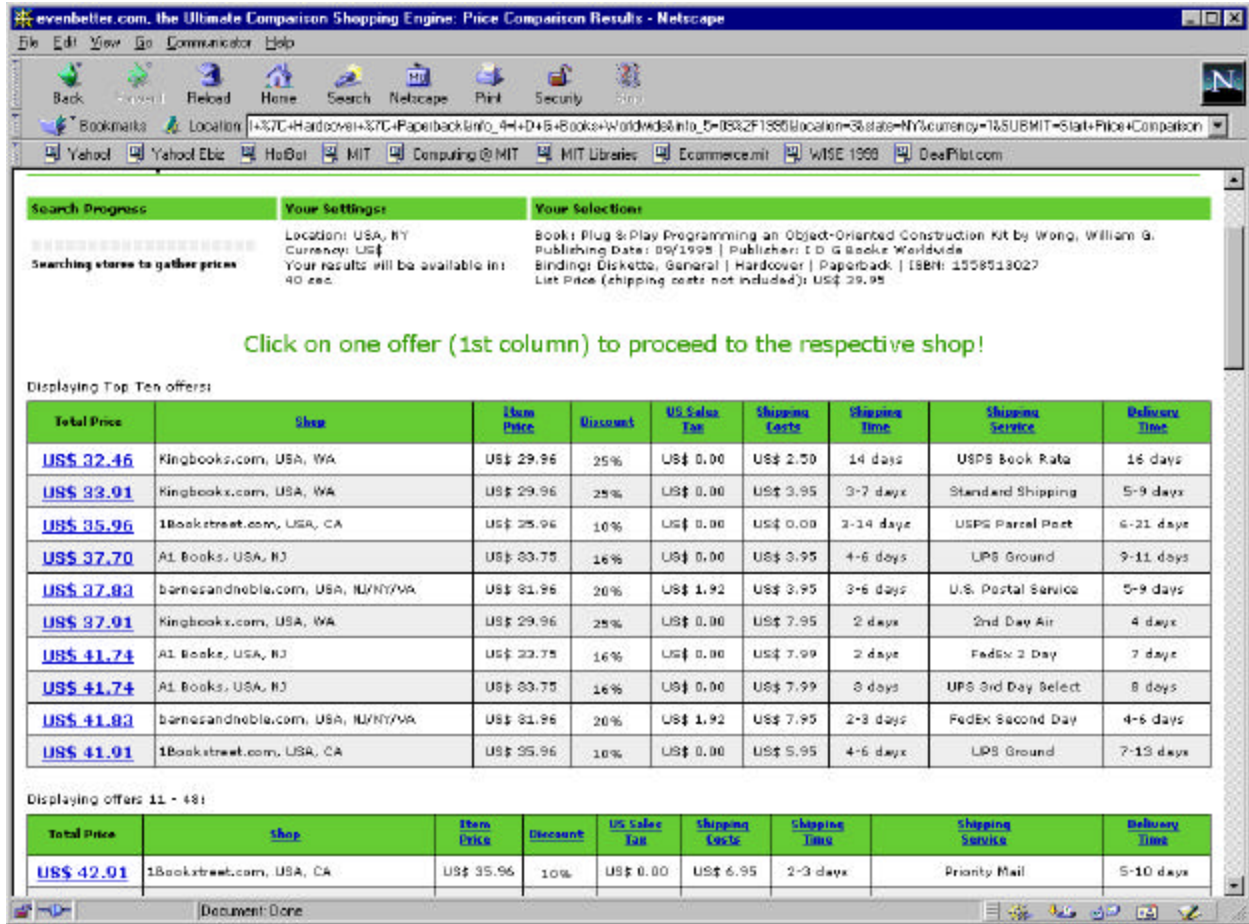 evenbetter.com, the Ultimate Comparison Shopping Engine: Price Comparison Results - Netscape
File Edit View Go Communicator Help
Back Forward Reload Home Search Netscape Print Security Stop
Bookmarks Location: l+%7C+Hardcover+%7C+Paperback&info_4=I+D+G+Books+Worldwide&info_5=09%2F1995&location=3&state=NY&currency=1&SUBMIT=Start+Price+Comparison
Yahoo! Yahoo! Ebiz HotBot MIT Computing @ MIT MIT Libraries Ecommerce.mit WISE 1998 DealPilot.com
Search Progress Your Settings: Your Selection:
Location: USA, NY Book: Plug & Play Programming an Object-Oriented Construction Kit by Wong, William G.
Currency: US$ Publishing Date: 09/1995 | Publisher: I D G Books Worldwide
Searching stores to gather prices Your results will be available in: Binding: Diskette, General | Hardcover | Paperback | ISBN: 1558513027
40 sec. List Price (shipping costs not included): US$ 39.95
Click on one offer (1st column) to proceed to the respective shop!
Displaying Top Ten offers:
Total Price Shop Item Price Discount US Sales Tax Shipping Costs Shipping Time Shipping Service Delivery Time
US$ 32.46 Kingbooks.com, USA, WA US$ 29.96 25% US$ 0.00 US$ 2.50 14 days USPS Book Rate 16 days
US$ 33.91 Kingbooks.com, USA, WA US$ 29.96 25% US$ 0.00 US$ 3.95 3-7 days Standard Shipping 5-9 days
US$ 35.96 1Bookstreet.com, USA, CA US$ 35.96 10% US$ 0.00 US$ 0.00 USPS Parcel Post 6-21 days
US$ 37.70 A1 Books, USA, NJ US$ 33.75 16% US$ 0.00 US$ 3.95 4-6 days UPS Ground 9-11 days
US$ 37.83 barnesandnoble.com, USA, NJ/NY/VA US$ 31.96 20% US$ 1.92 US$ 3.95 3-6 days U.S. Postal Service 5-9 days
US$ 37.91 Kingbooks.com, USA, WA US$ 29.96 25% US$ 0.00 US$ 7.95 2 days 2nd Day Air 4 days
US$ 41.74 A1 Books, USA, NJ US$ 33.75 16% US$ 0.00 US$ 7.99 2 days FedEx 2 Day 7 days
US$ 41.74 A1 Books, USA, NJ US$ 33.75 16% US$ 0.00 US$ 7.99 3 days UPS 3rd Day Select 8 days
US$ 41.83 barnesandnoble.com, USA, NJ/NY/VA US$ 31.96 20% US$ 1.92 US$ 7.95 2-3 days FedEx Second Day 4-6 days
US$ 41.91 1Bookstreet.com, USA, CA US$ 35.96 10% US$ 0.00 US$ 5.95 4-6 days UPS Ground 7-13 days
Displaying offers 11 - 48:
Total Price Shop Item Price Discount US Sales Tax Shipping Costs Shipping Time Shipping Service Delivery Time
US$ 42.91 1Bookstreet.com, USA, CA US$ 35.96 10% US$ 0.00 US$ 6.95 2-3 days Priority Mail 5-10 days
Document: Done